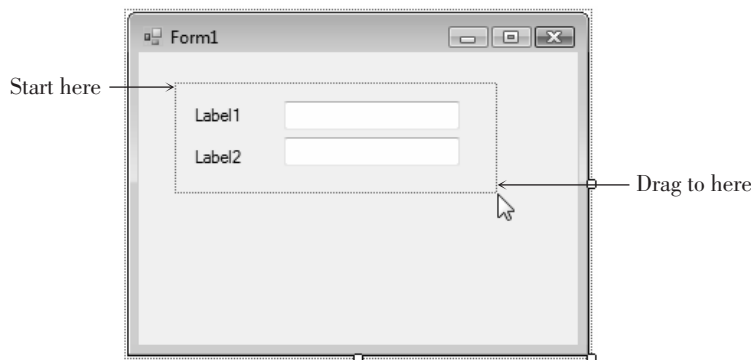 Form1
Start here
Label1
Label2
Drag to here